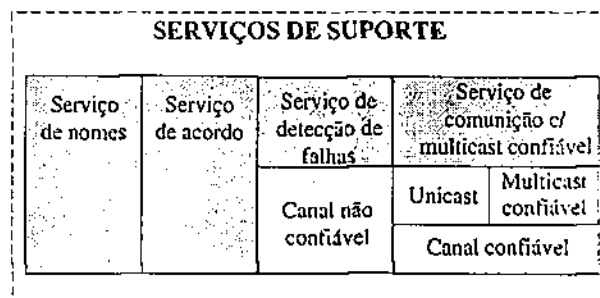 SERVIÇOS DE SUPORTE
Serviço
de nomes
Serviço
de acordo
Serviço de
detecção de
falhas
Serviço de
comunição c/
multicast confiável
Canal não
confiável
Unicast
Multicast
confiável
Canal confiável